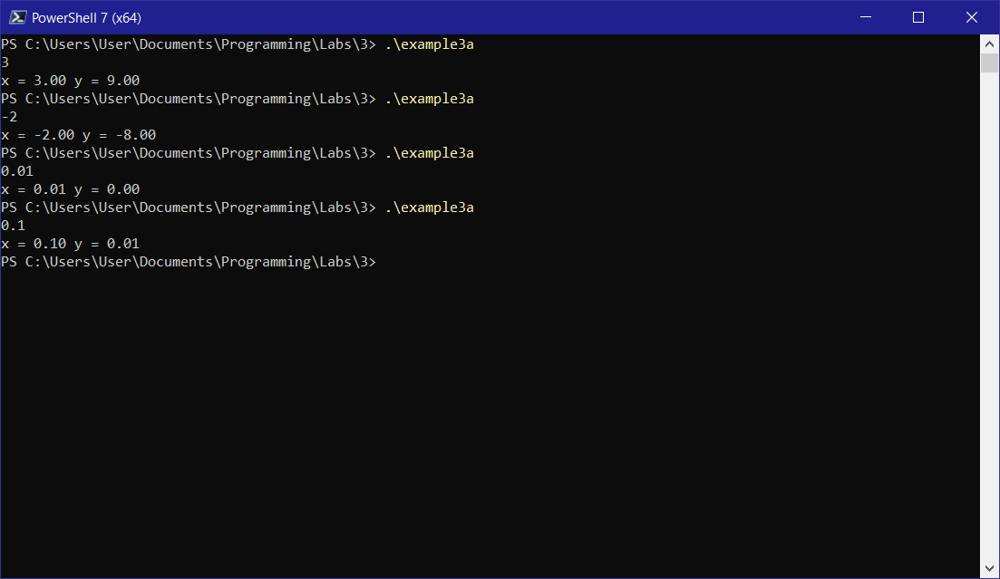 PowerShell 7 (x64)
PS C:\Users\User\Documents\Programming\Labs\3> .\example3a
3
x = 3.00 y = 9.00
PS C:\Users\User\Documents\Programming\Labs\3> .\example3a
-2
x = -2.00 y = -8.00
PS C:\Users\User\Documents\Programming\Labs\3> .\example3a
0.01
x = 0.01 y = 0.00
PS C:\Users\User\Documents\Programming\Labs\3> .\example3a
0.1
x = 0.10 y = 0.01
PS C:\Users\User\Documents\Programming\Labs\3>